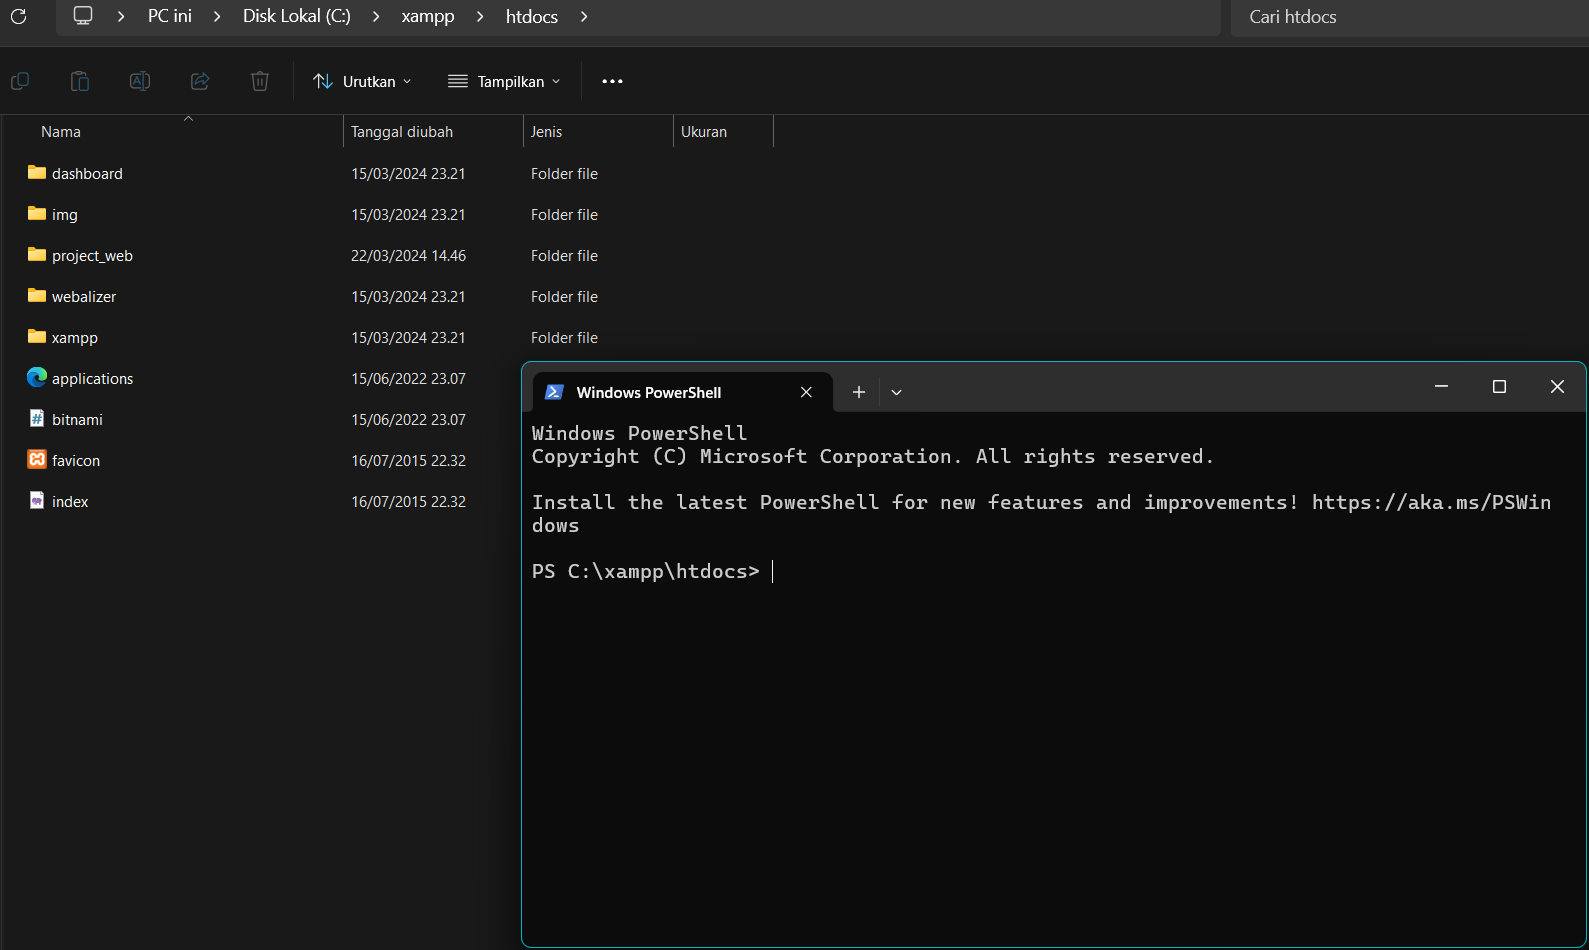 PC ini > Disk Lokal (C:) > xampp > htdocs >
Cari htdocs
Urutkan
Tampilkan
Nama Tanggal diubah Jenis Ukuran
dashboard 15/03/2024 23.21 Folder file
img 15/03/2024 23.21 Folder file
project_web 22/03/2024 14.46 Folder file
webalizer 15/03/2024 23.21 Folder file
xampp 15/03/2024 23.21 Folder file
applications 15/06/2022 23.07
bitnami 15/06/2022 23.07
favicon 16/07/2015 22.32
index 16/07/2015 22.32
Windows PowerShell
Windows PowerShell
Copyright (C) Microsoft Corporation. All rights reserved.
Install the latest PowerShell for new features and improvements! https://aka.ms/PSWin
dows
PS C:\xampp\htdocs>